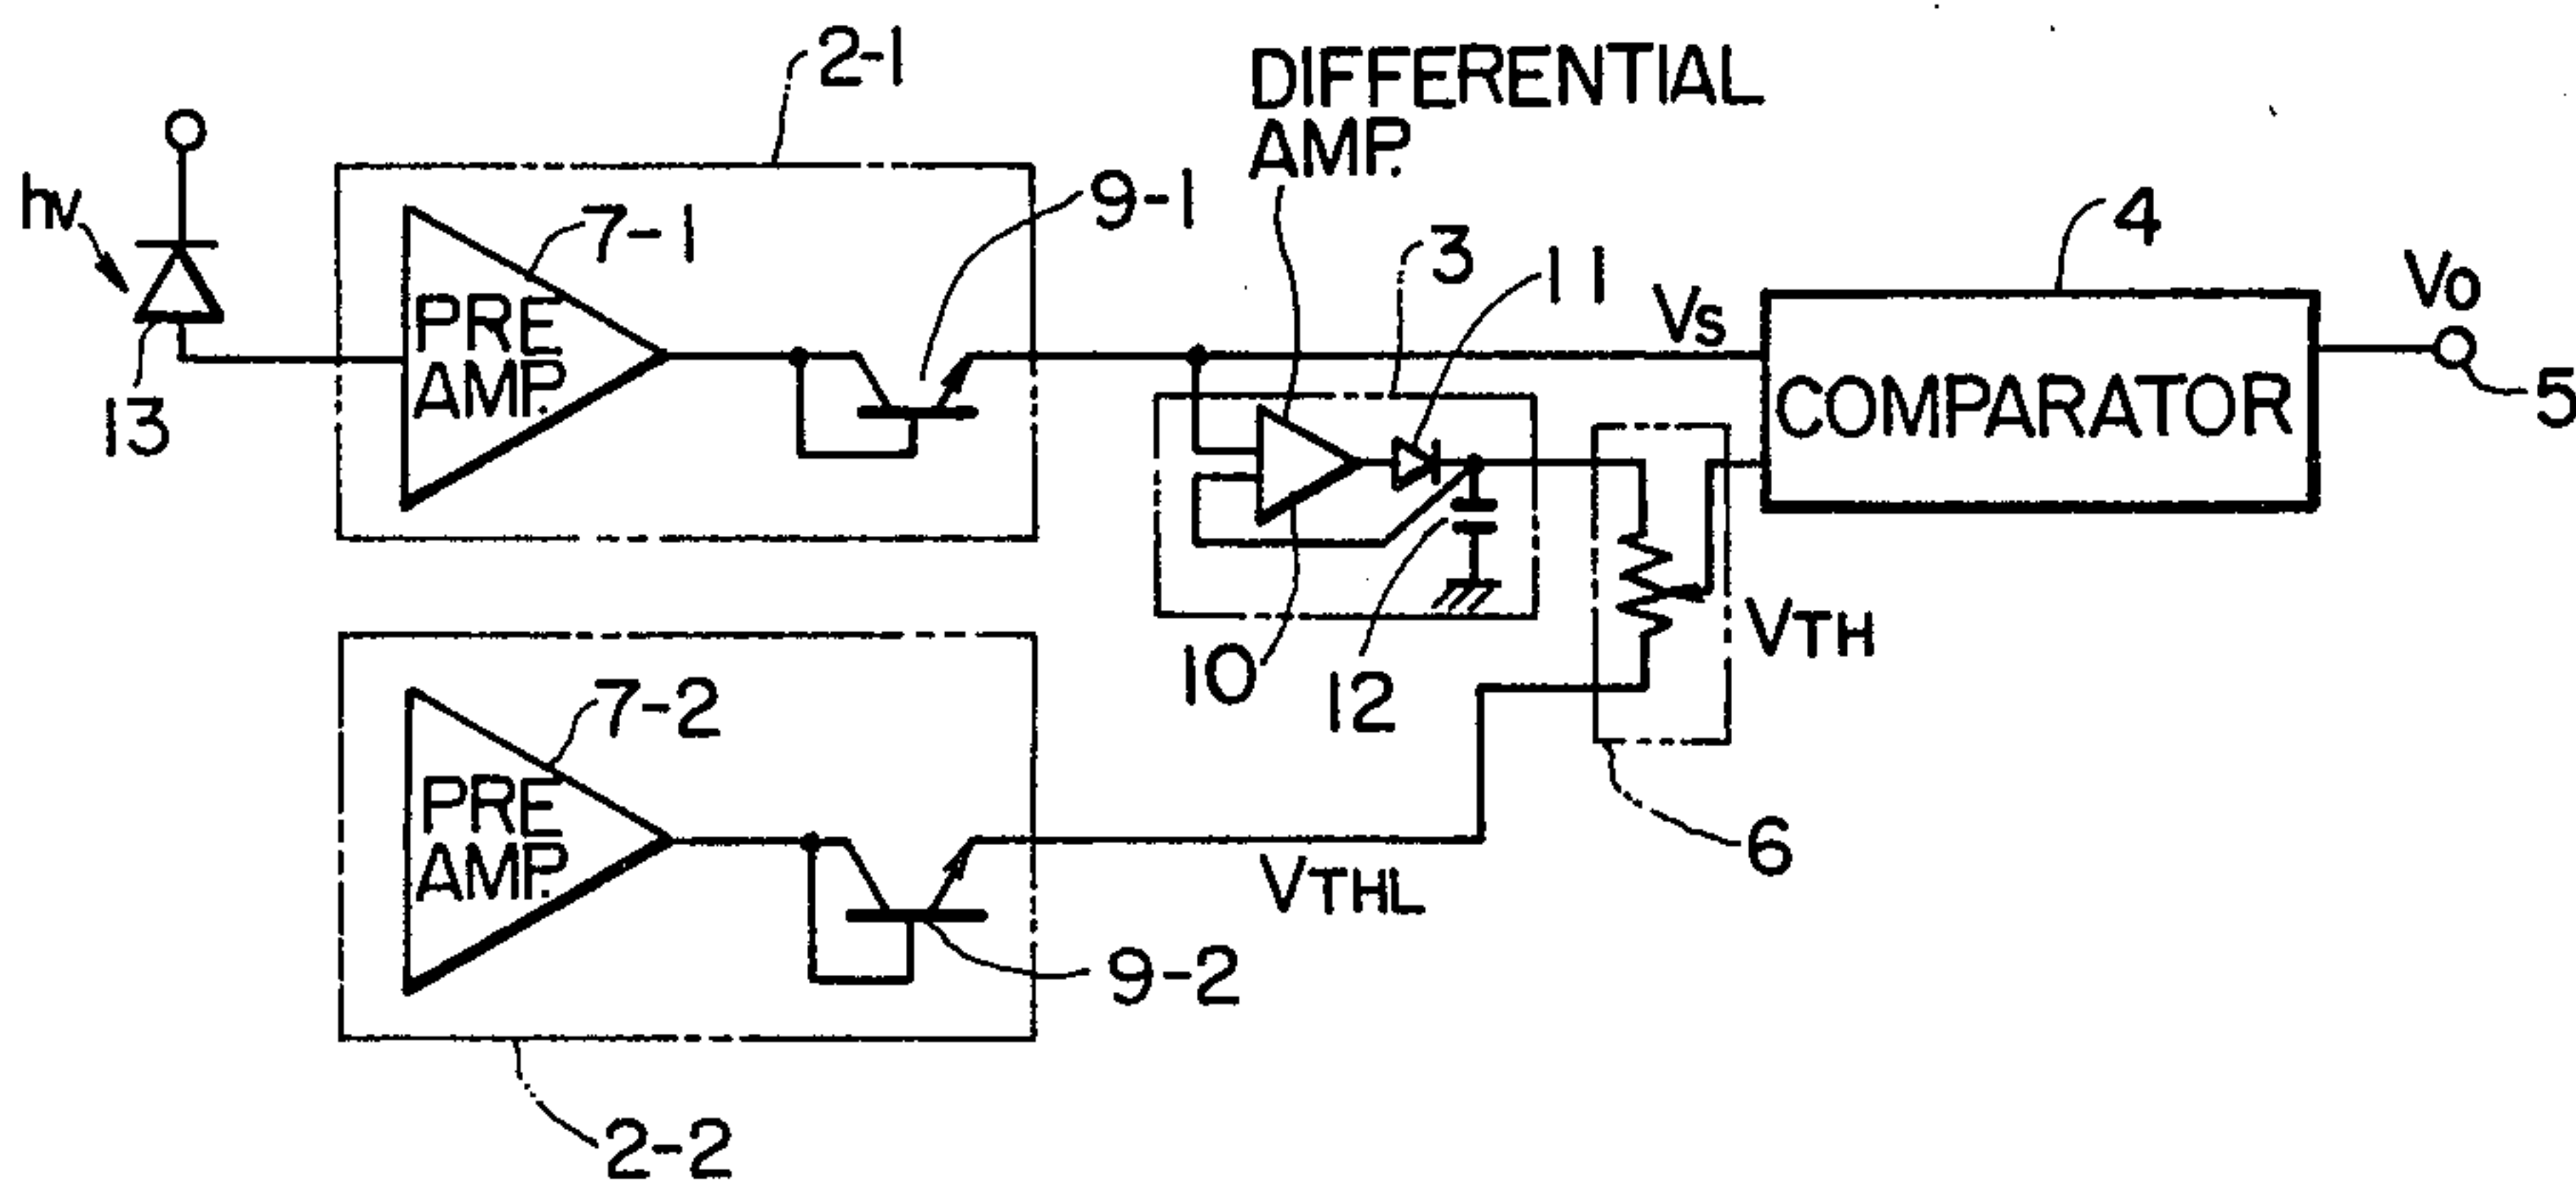 2-1
DIFFERENTIAL
AMP.
hν
7-1
9-1
3
11
4
PRE
AMP.
Vs
Vo
COMPARATOR
13
5
10
12
VTH
7-2
PRE
AMP.
6
VTHL
9-2
2-2